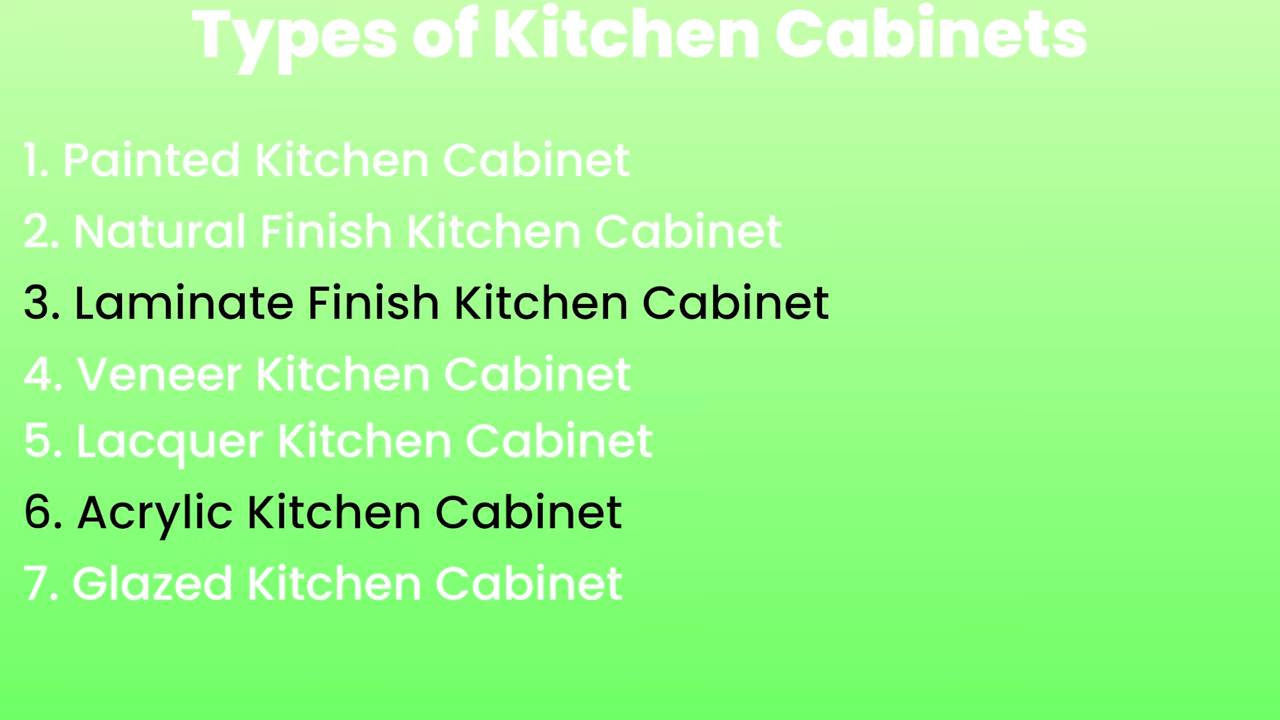 Types of Kitchen Cabinets
1. Painted Kitchen Cabinet
2. Natural Finish Kitchen Cabinet
3. Laminate Finish Kitchen Cabinet
4. Veneer Kitchen Cabinet
5. Lacquer Kitchen Cabinet
6. Acrylic Kitchen Cabinet
7. Glazed Kitchen Cabinet